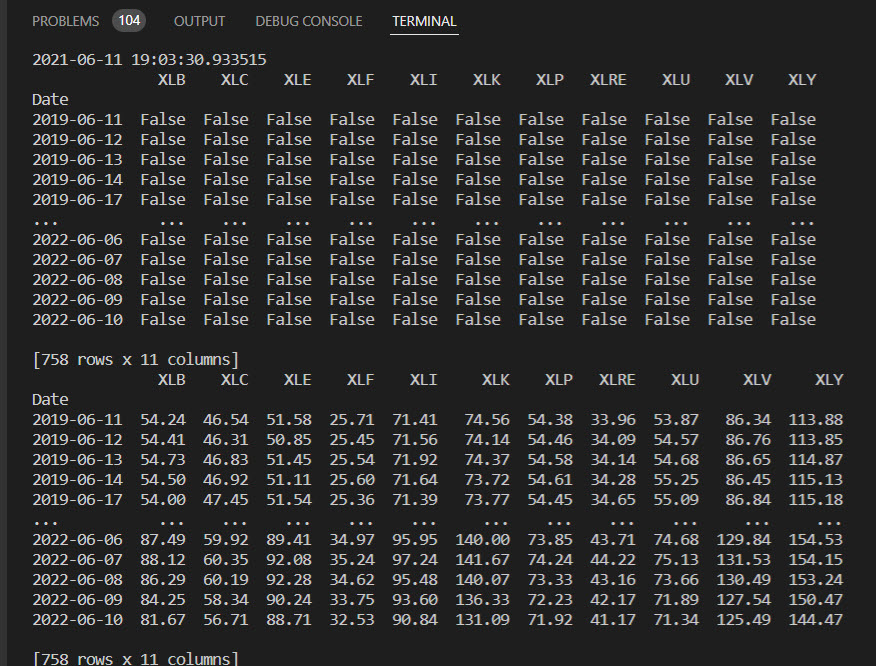 PROBLEMS 104 OUTPUT DEBUG CONSOLE TERMINAL
2021-06-11 19:03:30.933515
XLB XLC XLE XLF XLI XLK XLP XLRE XLU XLV XLY
Date
2019-06-11 False False False False False False False False False False False
2019-06-12 False False False False False False False False False False False
2019-06-13 False False False False False False False False False False False
2019-06-14 False False False False False False False False False False False
2019-06-17 False False False False False False False False False False False
... ... ... ... ... ... ... ... ... ... ... ...
2022-06-06 False False False False False False False False False False False
2022-06-07 False False False False False False False False False False False
2022-06-08 False False False False False False False False False False False
2022-06-09 False False False False False False False False False False False
2022-06-10 False False False False False False False False False False False
[758 rows x 11 columns]
XLB XLC XLE XLF XLI XLK XLP XLRE XLU XLV XLY
Date
2019-06-11 54.24 46.54 51.58 25.71 71.41 74.56 54.38 33.96 53.87 86.34 113.88
2019-06-12 54.41 46.31 50.85 25.45 71.56 74.14 54.46 34.09 54.57 86.76 113.85
2019-06-13 54.73 46.83 51.45 25.54 71.92 74.37 54.58 34.14 54.68 86.65 114.87
2019-06-14 54.50 46.92 51.11 25.60 71.64 73.72 54.61 34.28 55.25 86.45 115.13
2019-06-17 54.00 47.45 51.54 25.36 71.39 73.77 54.45 34.65 55.09 86.84 115.18
... ... ... ... ... ... ... ... ... ... ... ...
2022-06-06 87.49 59.92 89.41 34.97 95.95 140.00 73.85 43.71 74.68 129.84 154.53
2022-06-07 88.12 60.35 92.08 35.24 97.24 141.67 74.24 44.22 75.13 131.53 154.15
2022-06-08 86.29 60.19 92.28 34.62 95.48 140.07 73.33 43.16 73.66 130.49 153.24
2022-06-09 84.25 58.34 90.24 33.75 93.60 136.33 72.23 42.17 71.89 127.54 150.47
2022-06-10 81.67 56.71 88.71 32.53 90.84 131.09 71.92 41.17 71.34 125.49 144.47
[758 rows x 11 columns]